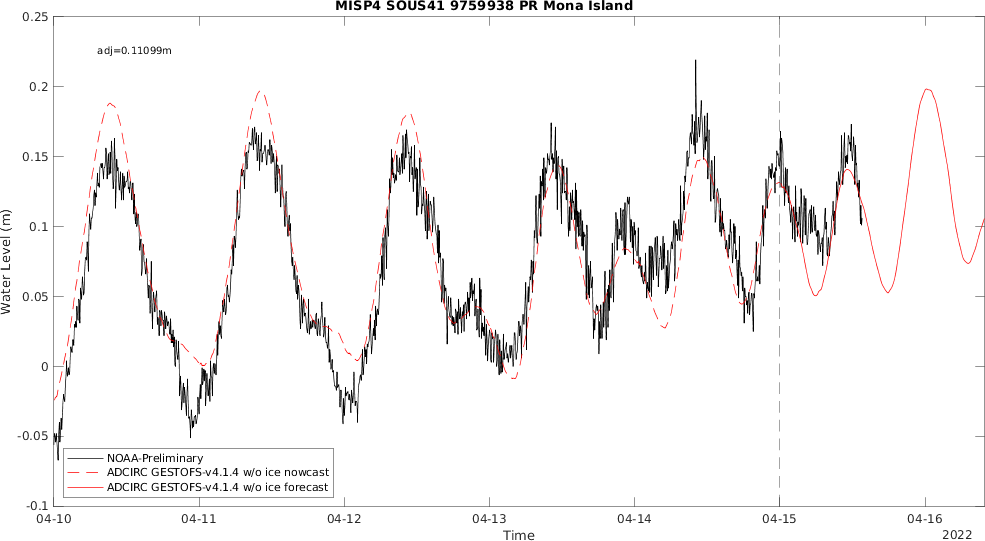 MISP4 SOUS41 9759938 PR Mona Island
adj=0.11099m
0.25
0.2
0.15
0.1
0.05
0
-0.05
-0.1
Water Level (m)
NOAA-Preliminary
ADCIRC GESTOFS-v4.1.4 w/o ice nowcast
ADCIRC GESTOFS-v4.1.4 w/o ice forecast
04-10 04-11 04-12 04-13 04-14 04-15 04-16
Time
2022